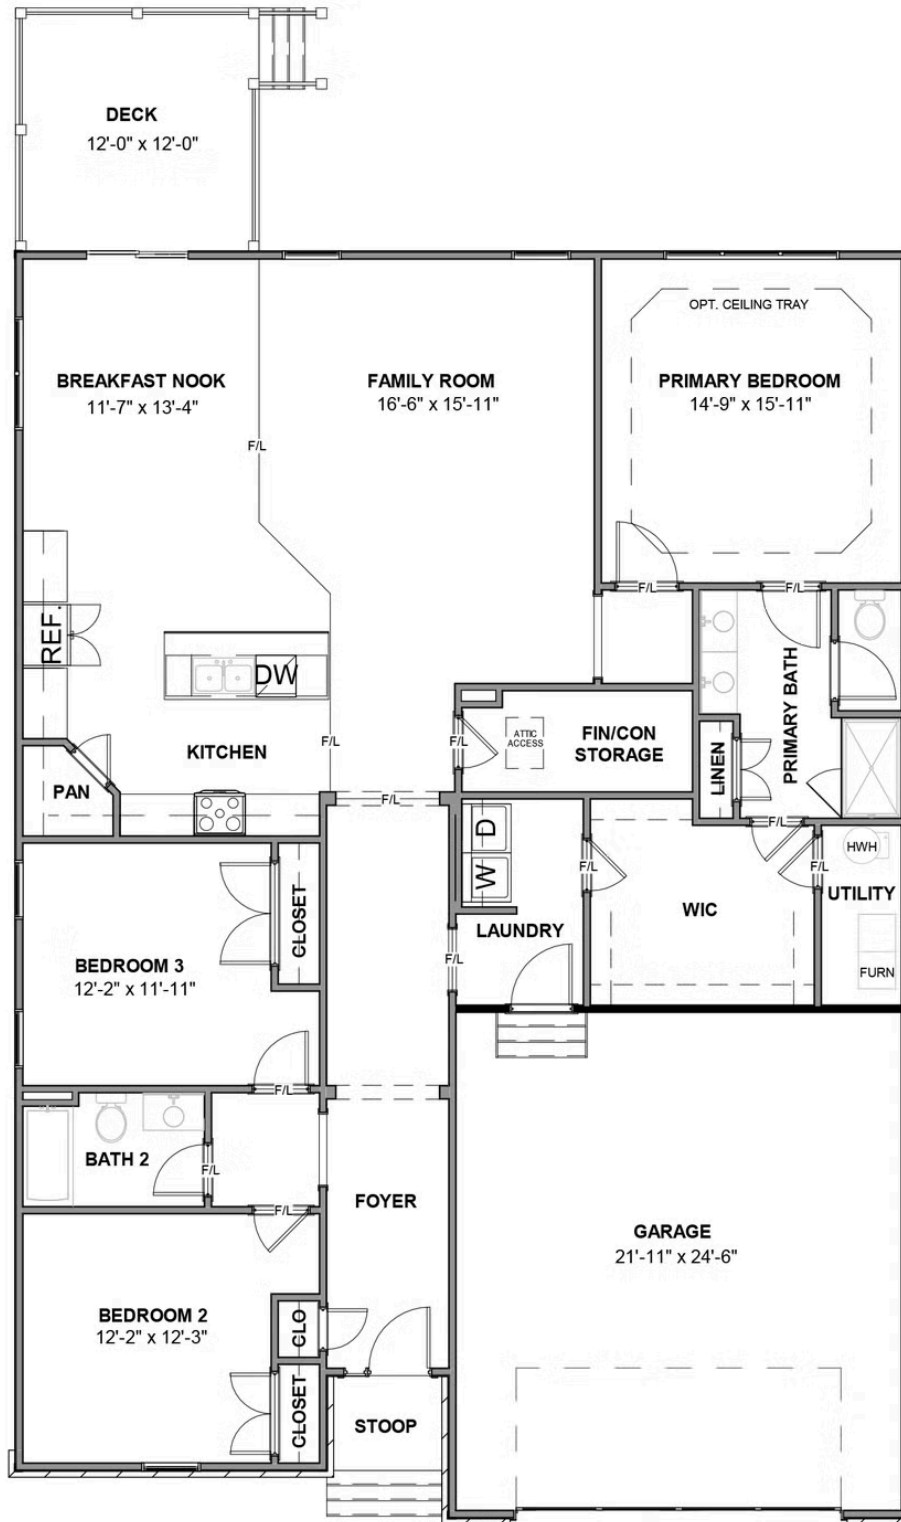 DECK
12'-0" x 12'-0"
OPT. CEILING TRAY
BREAKFAST NOOK
11'-7" x 13'-4"
FAMILY ROOM
16'-6" x 15'-11"
PRIMARY BEDROOM
14'-9" x 15'-11"
F/L
F/L
F/L
REF.
DW
PRIMARY BATH
KITCHEN
F/L
F/L
ATTIC
ACCESS
FIN/CON
STORAGE
LINEN
PAN
F/L
F/L
D
W
F/L
F/L
HWH
UTILITY
WIC
CLOSET
LAUNDRY
F/L
FURN
BEDROOM 3
12'-2" x 11'-11"
F/L
BATH 2
F/L
F/L
FOYER
GARAGE
21'-11" x 24'-6"
BEDROOM 2
12'-2" x 12'-3"
CLO
CLOSET
STOOP